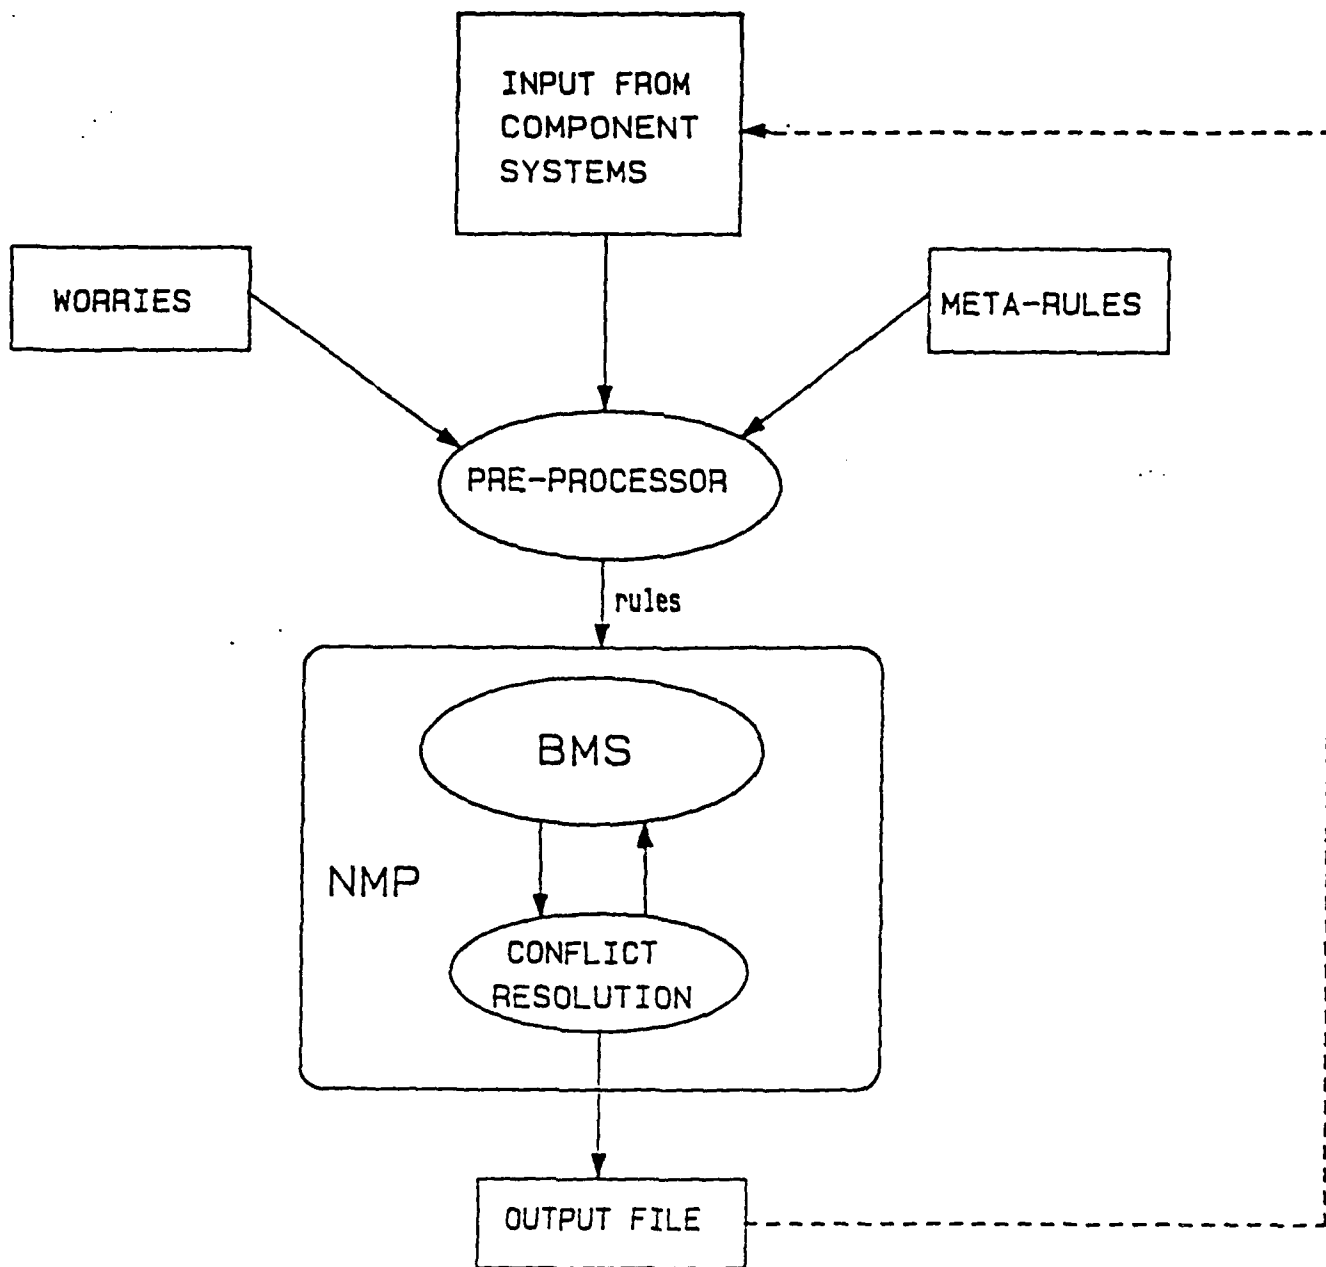 INPUT FROM
COMPONENT
SYSTEMS
WORRIES
META-RULES
PRE-PROCESSOR
rules
BMS
NMP
CONFLICT
RESOLUTION
OUTPUT FILE